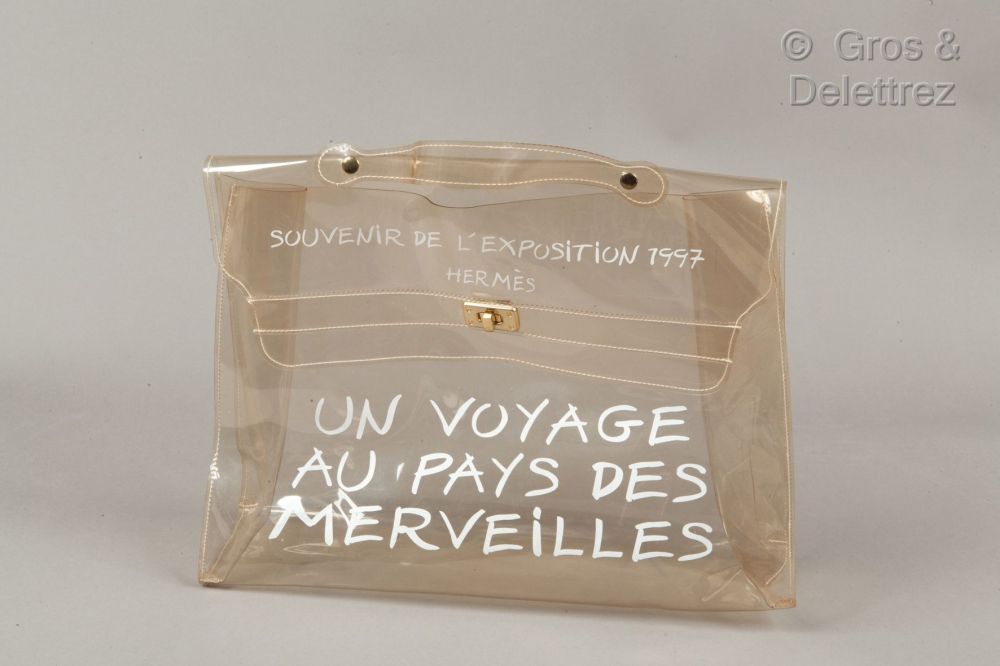 © Gros &
Delettrez
SOUVENIR DE L'EXPOSITION 1997
HERMÈS
UN VOYAGE
AU PAYS DES
MERVEILLES